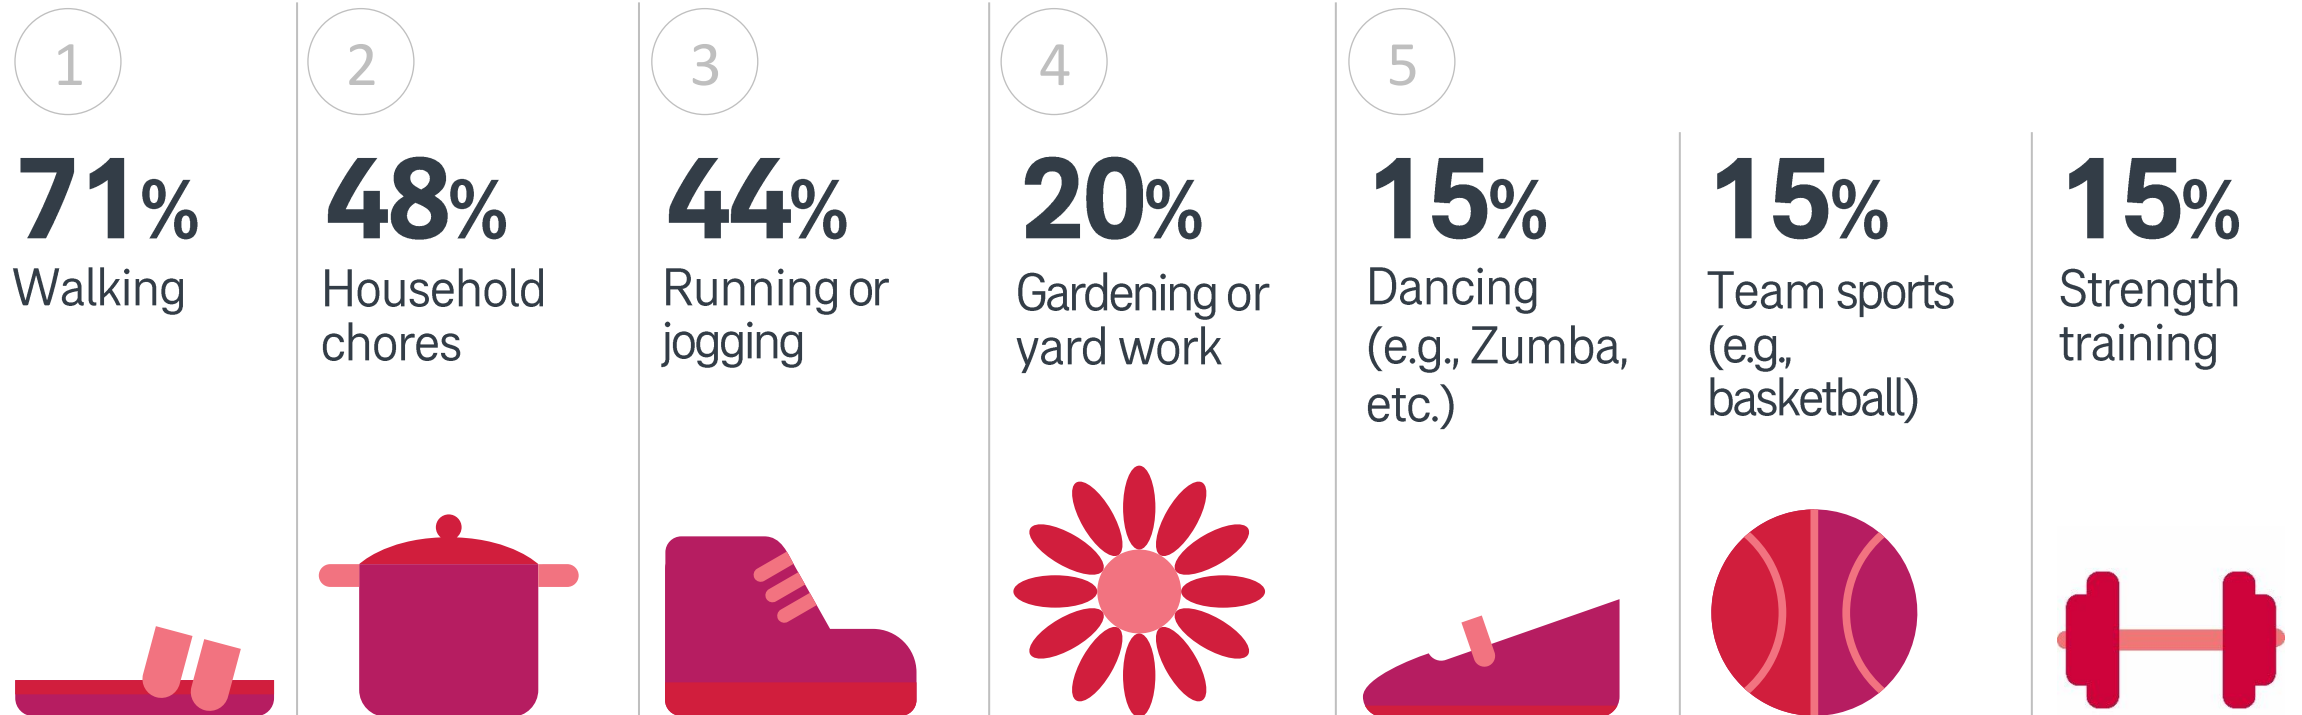 1
71%
Walking
2
48%
Household
chores
3
44%
Running or
jogging
4
20%
Gardening or
yard work
5
15%
Dancing
(e.g., Zumba,
etc.)
15%
Team sports
(e.g.,
basketball)
15%
Strength
training